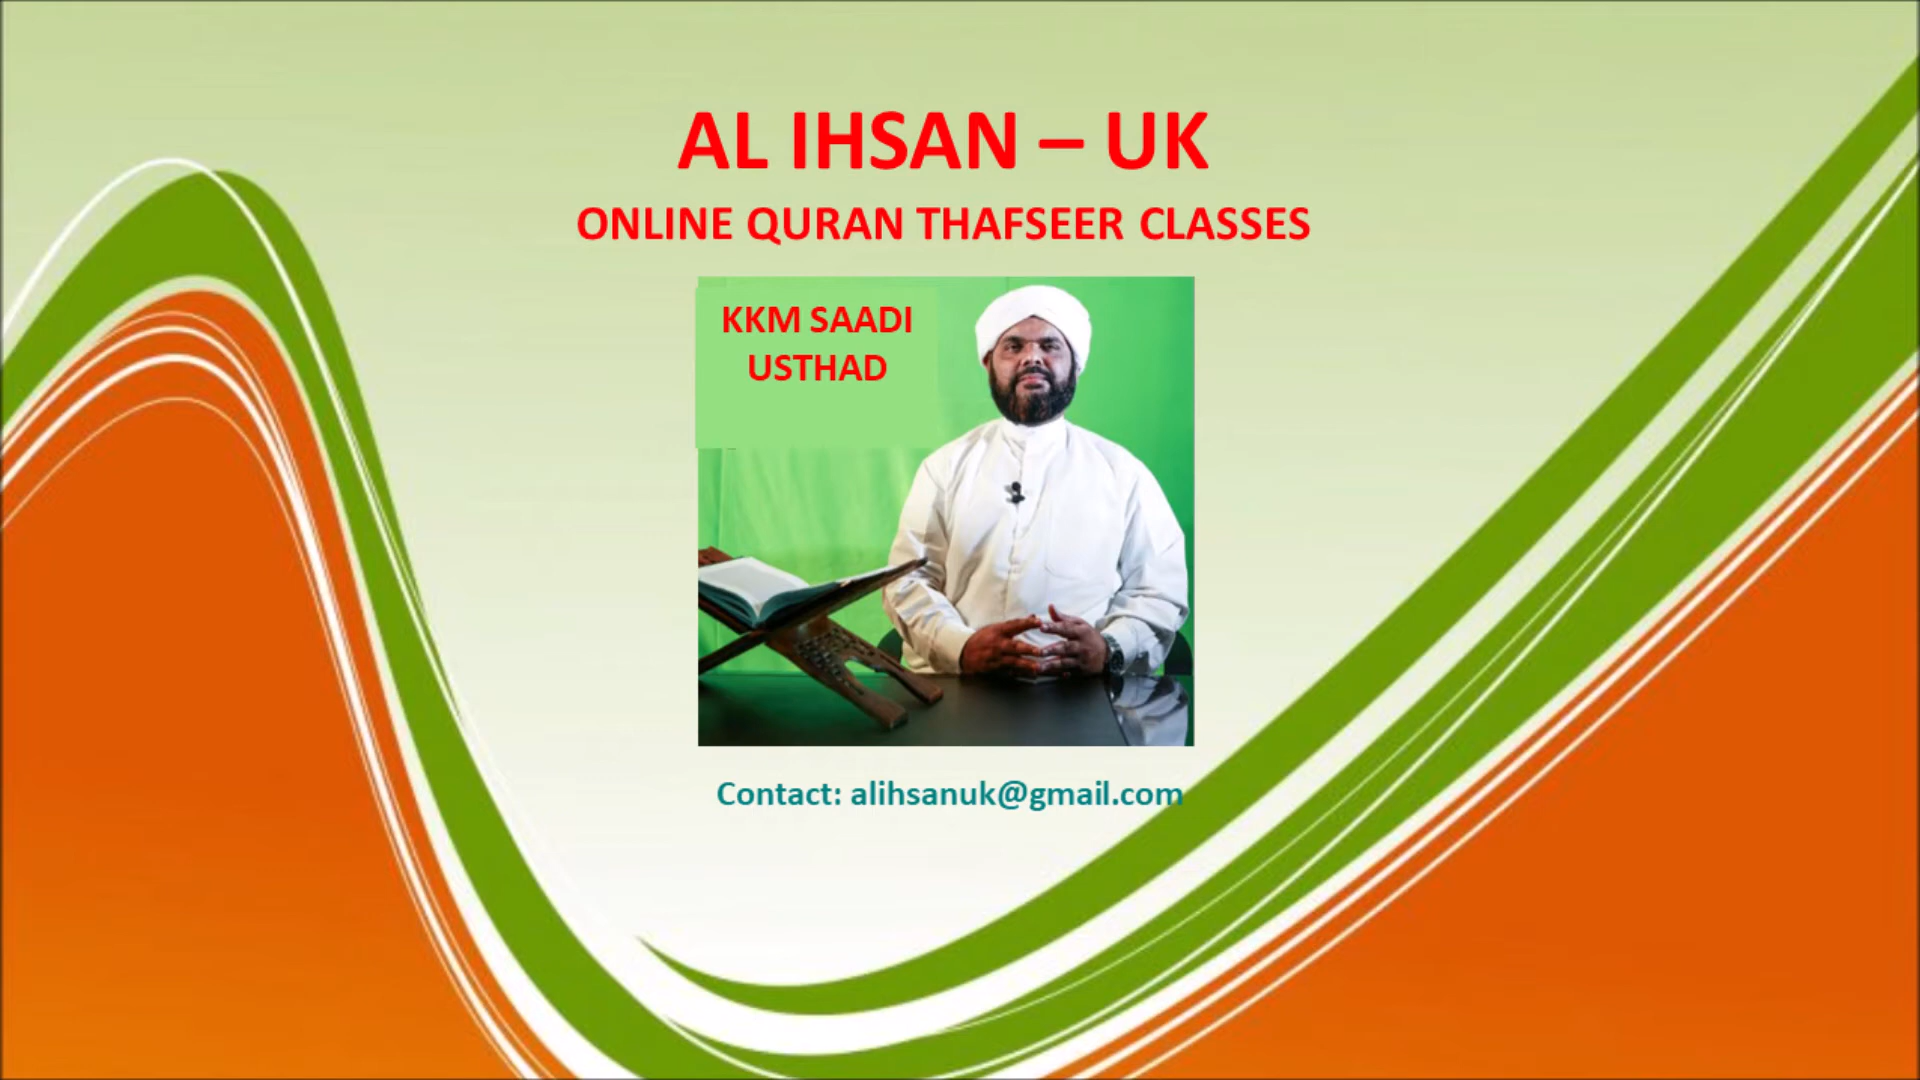 AL IHSAN – UK
ONLINE QURAN THAFSEER CLASSES
KKM SAADI
USTHAD
Contact: alihsanuk@gmail.com